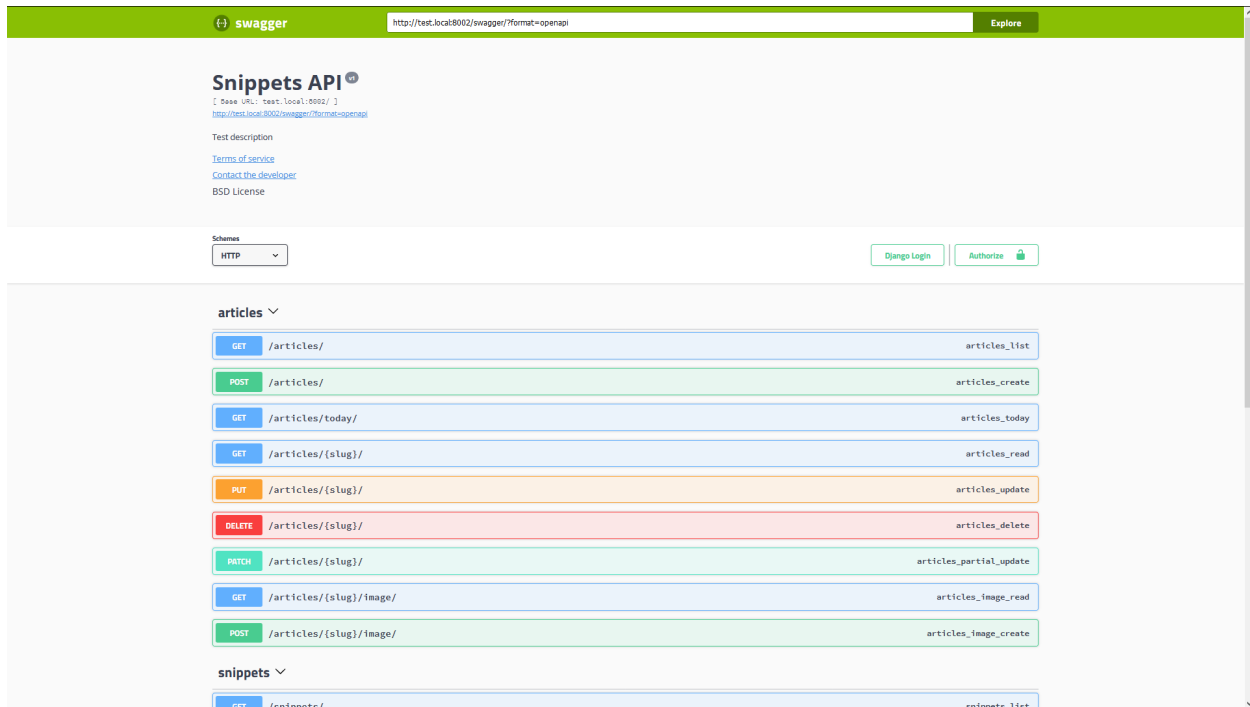 swagger
http://test.local:8002/swagger/?format=openapi
Explore
Snippets API v1
[ Base URL: test.local:8002/ ]
http://test.local:8002/swagger/?format=openapi
Test description
Terms of service
Contact the developer
BSD License
Schemes
HTTP
Django Login
Authorize
articles
GET /articles/ articles_list
POST /articles/ articles_create
GET /articles/today/ articles_today
GET /articles/{slug}/ articles_read
PUT /articles/{slug}/ articles_update
DELETE /articles/{slug}/ articles_delete
PATCH /articles/{slug}/ articles_partial_update
GET /articles/{slug}/image/ articles_image_read
POST /articles/{slug}/image/ articles_image_create
snippets
GET /snippets/ snippets_list